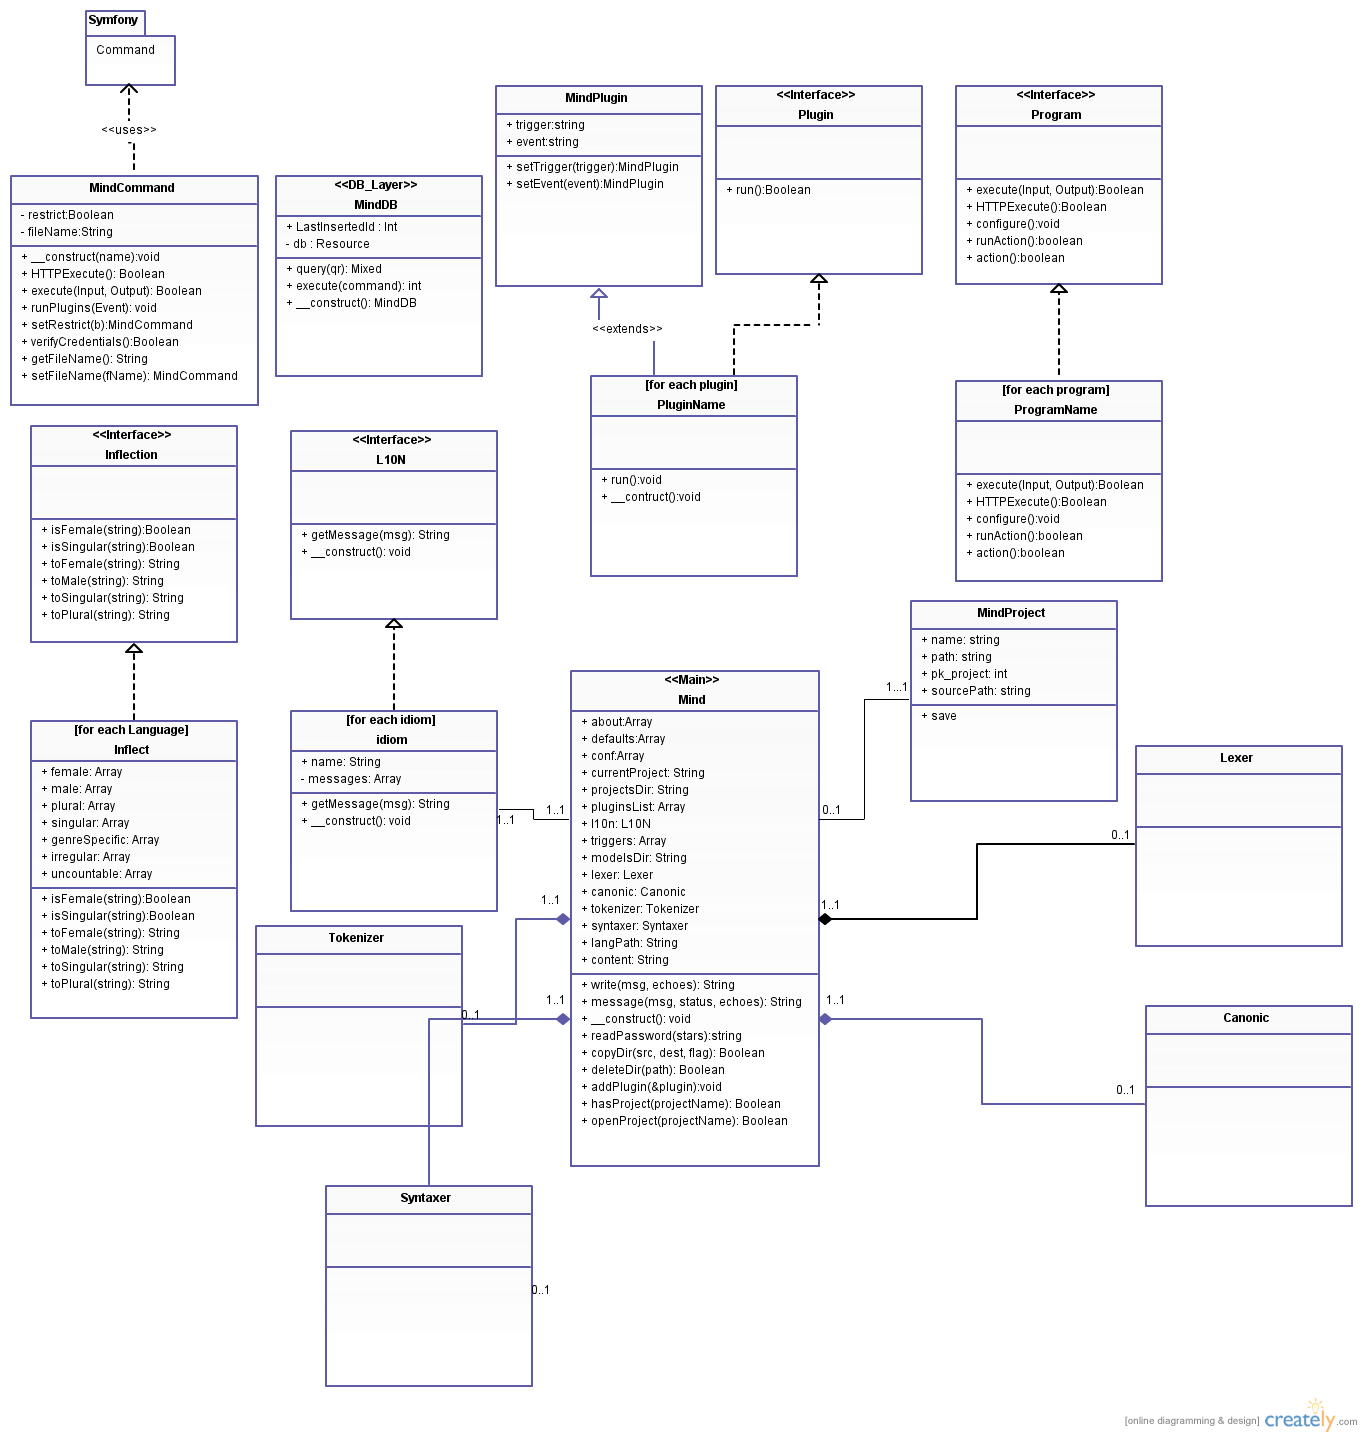 Symfony
Command
<<uses>>
MindCommand
- restrict:Boolean
- fileName:String
+ __construct(name):void
+ HTTPExecute(): Boolean
+ execute(Input, Output): Boolean
+ runPlugins(Event): void
+ setRestrict(b):MindCommand
+ verifyCredentials():Boolean
+ getFileName(): String
+ setFileName(fName): MindCommand
<<DB_Layer>>
MindDB
+ LastInsertedId : Int
- db : Resource
+ query(qr): Mixed
+ execute(command): int
+ __construct(): MindDB
MindPlugin
+ trigger:string
+ event:string
+ setTrigger(trigger):MindPlugin
+ setEvent(event):MindPlugin
<<Interface>>
Plugin
+ run():Boolean
<<Interface>>
Program
+ execute(Input, Output):Boolean
+ HTTPExecute():Boolean
+ configure():void
+ runAction():boolean
+ action():boolean
<<extends>>
[for each plugin]
PluginName
+ run():void
+ __contruct():void
[for each program]
ProgramName
+ execute(Input, Output):Boolean
+ HTTPExecute():Boolean
+ configure():void
+ runAction():boolean
+ action():boolean
<<Interface>>
Inflection
+ isFemale(string):Boolean
+ isSingular(string):Boolean
+ toFemale(string): String
+ toMale(string): String
+ toSingular(string): String
+ toPlural(string): String
<<Interface>>
L10N
+ getMessage(msg): String
+ __construct(): void
[for each Language]
Inflect
+ female: Array
+ male: Array
+ plural: Array
+ singular: Array
+ genreSpecific: Array
+ irregular: Array
+ uncountable: Array
+ isFemale(string):Boolean
+ isSingular(string):Boolean
+ toFemale(string): String
+ toMale(string): String
+ toSingular(string): String
+ toPlural(string): String
[for each idiom]
idiom
+ name: String
- messages: Array
+ getMessage(msg): String
+ __construct(): void
1..1
1..1
<<Main>>
Mind
+ about:Array
+ defaults:Array
+ conf:Array
+ currentProject: String
+ projectsDir: String
+ pluginsList: Array
+ l10n: L10N
+ triggers: Array
+ modelsDir: String
+ lexer: Lexer
+ canonic: Canonic
+ tokenizer: Tokenizer
+ syntaxer: Syntaxer
+ langPath: String
+ content: String
+ write(msg, echoes): String
+ message(msg, status, echoes): String
+ __construct(): void
+ readPassword(stars):string
+ copyDir(src, dest, flag): Boolean
+ deleteDir(path): Boolean
+ addPlugin(&plugin):void
+ hasProject(projectName): Boolean
+ openProject(projectName): Boolean
MindProject
+ name: string
+ path: string
+ pk_project: int
+ sourcePath: string
+ save
1...1
0..1
Lexer
0..1
1..1
Tokenizer
1..1
0..1
Syntaxer
1..1
0..1
Canonic
1..1
0..1
[online diagramming & design] creately.com